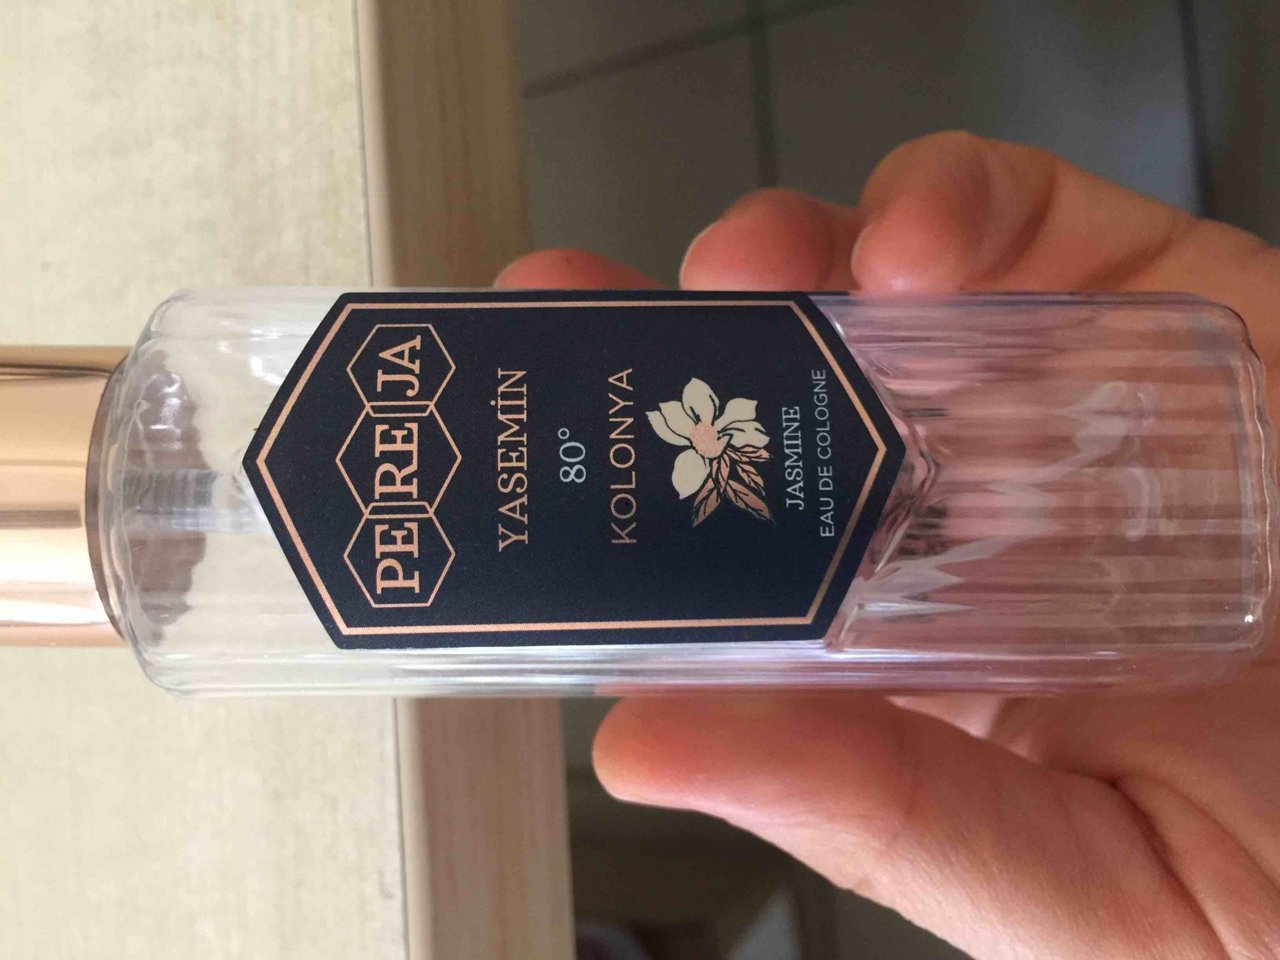 PEREJA
YASEMİN
80°
KOLONYA
JASMINE
EAU DE COLOGNE